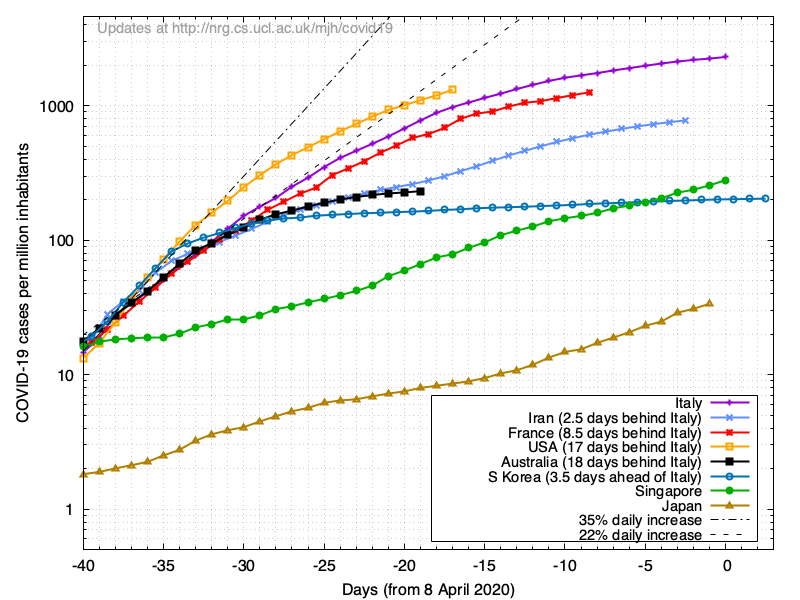 Updates at http://nrg.cs.ucl.ac.uk/mjh/covid19
1000
100
10
1
COVID-19 cases per million inhabitants
Italy
Iran (2.5 days behind Italy)
France (8.5 days behind Italy)
USA (17 days behind Italy)
Australia (18 days behind Italy)
S Korea (3.5 days ahead of Italy)
Singapore
Japan
35% daily increase
22% daily increase
-40 -35 -30 -25 -20 -15 -10 -5 0
Days (from 8 April 2020)